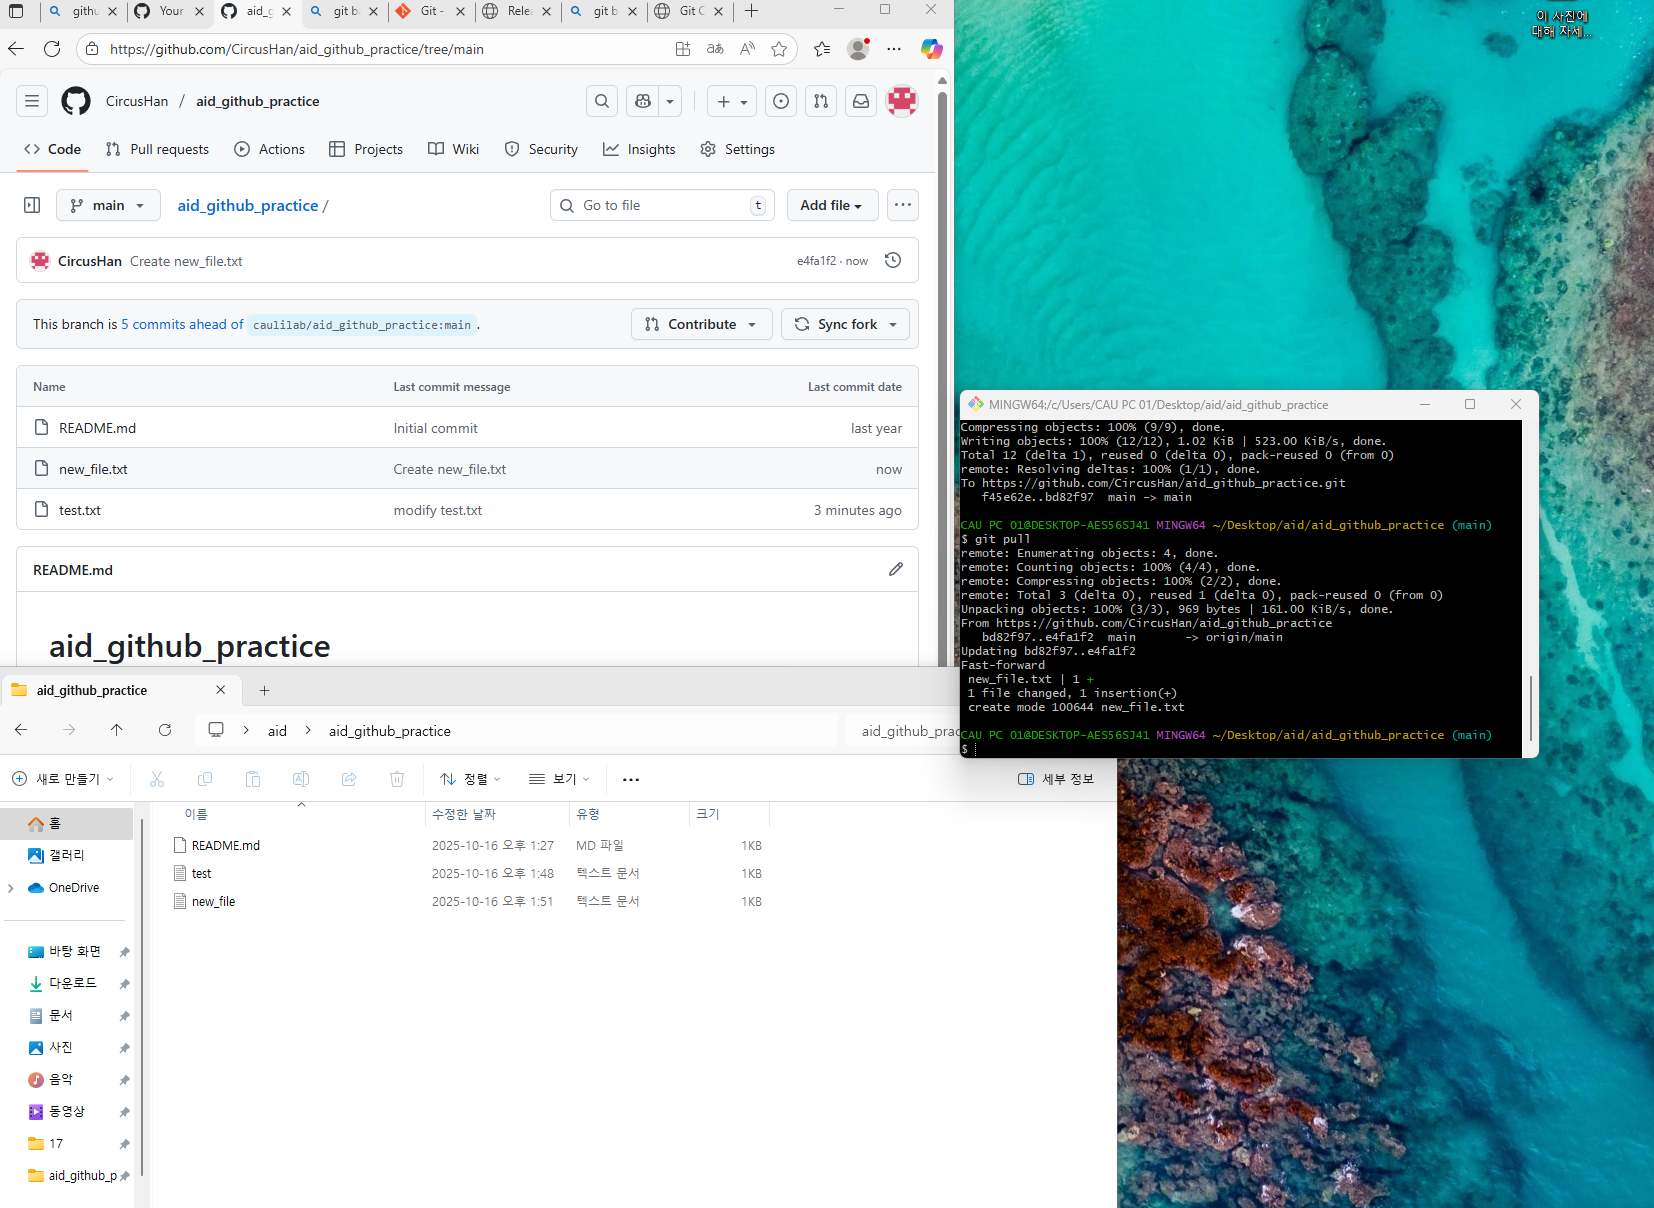 githu
Your
aid_g
git b
Git -
Rele
git b
Git C
https://github.com/CircusHan/aid_github_practice/tree/main
이 사진에
대해 자세...
CircusHan / aid_github_practice
Code Pull requests Actions Projects Wiki Security Insights Settings
main aid_github_practice / Go to file t Add file
CircusHan Create new_file.txt e4fa1f2 · now
This branch is 5 commits ahead of caulilab/aid_github_practice:main . Contribute Sync fork
Name Last commit message Last commit date
README.md Initial commit last year
new_file.txt Create new_file.txt now
test.txt modify test.txt 3 minutes ago
README.md
aid_github_practice
MINGW64:/c/Users/CAU PC 01/Desktop/aid/aid_github_practice
Compressing objects: 100% (9/9), done.
Writing objects: 100% (12/12), 1.02 KiB | 523.00 KiB/s, done.
Total 12 (delta 1), reused 0 (delta 0), pack-reused 0 (from 0)
remote: Resolving deltas: 100% (1/1), done.
To https://github.com/CircusHan/aid_github_practice.git
f45e62e..bd82f97 main -> main
CAU PC 01@DESKTOP-AES56SJ41 MINGW64 ~/Desktop/aid/aid_github_practice (main)
$ git pull
remote: Enumerating objects: 4, done.
remote: Counting objects: 100% (4/4), done.
remote: Compressing objects: 100% (2/2), done.
remote: Total 3 (delta 0), reused 1 (delta 0), pack-reused 0 (from 0)
Unpacking objects: 100% (3/3), 969 bytes | 161.00 KiB/s, done.
From https://github.com/CircusHan/aid_github_practice
bd82f97..e4fa1f2 main -> origin/main
Updating bd82f97..e4fa1f2
Fast-forward
new_file.txt | 1 +
1 file changed, 1 insertion(+)
create mode 100644 new_file.txt
CAU PC 01@DESKTOP-AES56SJ41 MINGW64 ~/Desktop/aid/aid_github_practice (main)
$
aid_github_practice
aid > aid_github_practice aid_github_prac
새로 만들기 정렬 보기 ... 세부 정보
이름 수정한 날짜 유형 크기
README.md 2025-10-16 오후 1:27 MD 파일 1KB
test 2025-10-16 오후 1:48 텍스트 문서 1KB
new_file 2025-10-16 오후 1:51 텍스트 문서 1KB
홈
갤러리
OneDrive
바탕 화면
다운로드
문서
사진
음악
동영상
17
aid_github_p